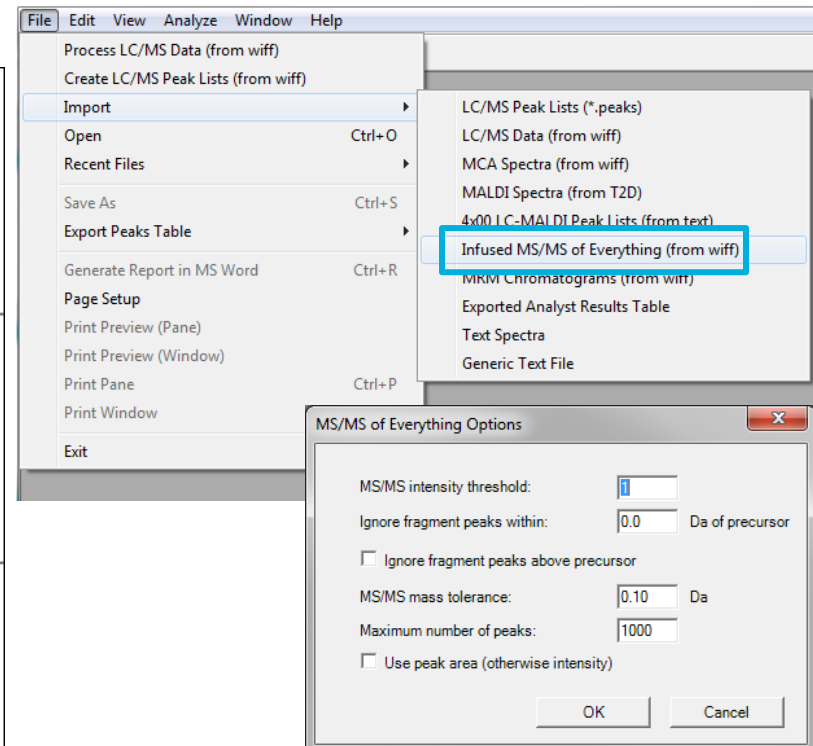 File Edit View Analyze Window Help
Process LC/MS Data (from wiff)
Create LC/MS Peak Lists (from wiff)
Import
Open Ctrl+O
Recent Files
Save As Ctrl+S
Export Peaks Table
Generate Report in MS Word Ctrl+R
Page Setup
Print Preview (Pane)
Print Preview (Window)
Print Pane Ctrl+P
Print Window
Exit
LC/MS Peak Lists (*.peaks)
LC/MS Data (from wiff)
MCA Spectra (from wiff)
MALDI Spectra (from T2D)
4x00 LC-MALDI Peak Lists (from text)
Infused MS/MS of Everything (from wiff)
MRM Chromatograms (from wiff)
Exported Analyst Results Table
Text Spectra
Generic Text File
MS/MS of Everything Options
MS/MS intensity threshold: 1
Ignore fragment peaks within: 0.0 Da of precursor
Ignore fragment peaks above precursor
MS/MS mass tolerance: 0.10 Da
Maximum number of peaks: 1000
Use peak area (otherwise intensity)
OK Cancel